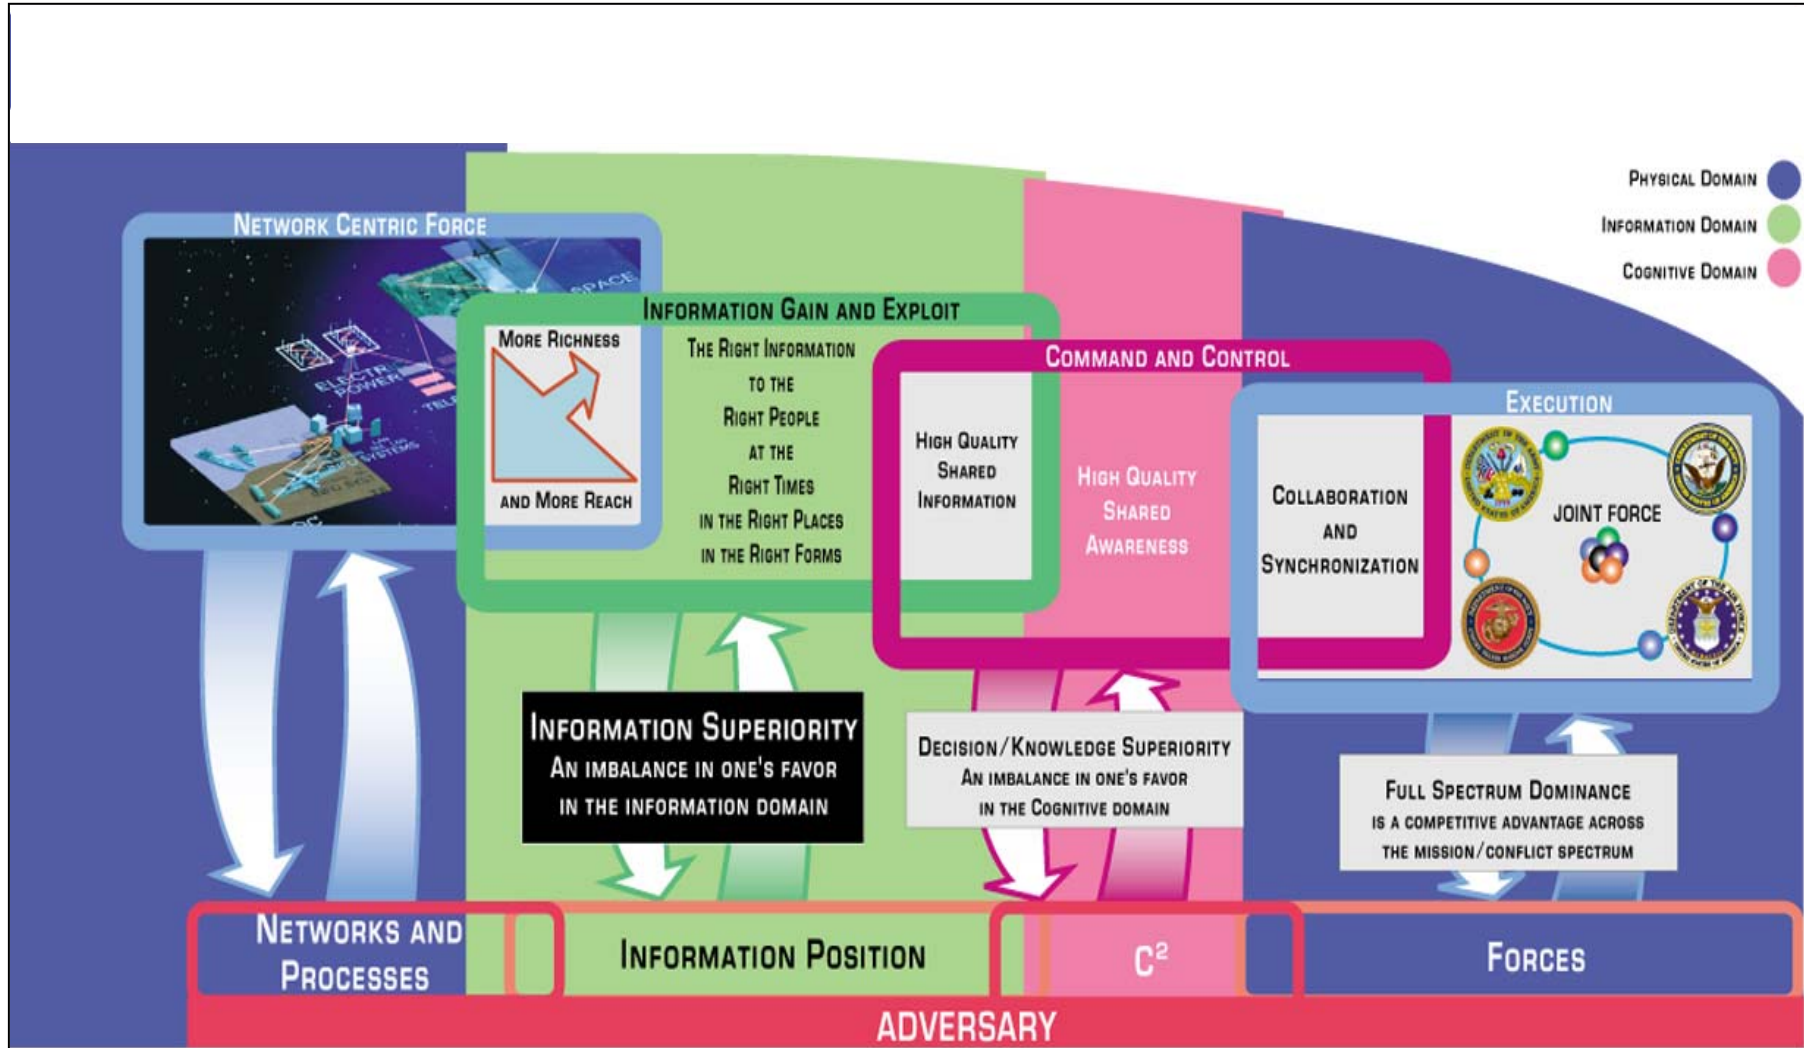 PHYSICAL DOMAIN
INFORMATION DOMAIN
COGNITIVE DOMAIN
NETWORK CENTRIC FORCE
SPACE
ELECTR
POWER
TELE
SYSTEMS
INFORMATION GAIN AND EXPLOIT
MORE RICHNESS
AND MORE REACH
THE RIGHT INFORMATION
TO THE
RIGHT PEOPLE
AT THE
RIGHT TIMES
IN THE RIGHT PLACES
IN THE RIGHT FORMS
COMMAND AND CONTROL
HIGH QUALITY
SHARED
INFORMATION
HIGH QUALITY
SHARED
AWARENESS
EXECUTION
COLLABORATION
AND
SYNCHRONIZATION
JOINT FORCE
INFORMATION SUPERIORITY
AN IMBALANCE IN ONE'S FAVOR
IN THE INFORMATION DOMAIN
DECISION/KNOWLEDGE SUPERIORITY
AN IMBALANCE IN ONE'S FAVOR
IN THE COGNITIVE DOMAIN
FULL SPECTRUM DOMINANCE
IS A COMPETITIVE ADVANTAGE ACROSS
THE MISSION/CONFLICT SPECTRUM
NETWORKS AND
PROCESSES
INFORMATION POSITION
C²
FORCES
ADVERSARY